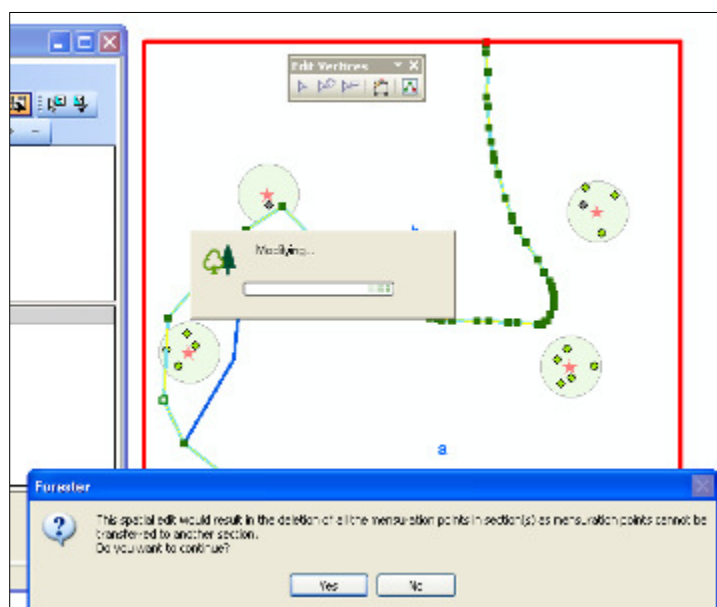 Edit Vertices
Modifying...
a
Forester
This spatial edit would result in the deletion of all the mensuration points in section(s) as mensuration points cannot be
transferred to another section.
Do you want to continue?
Yes
No